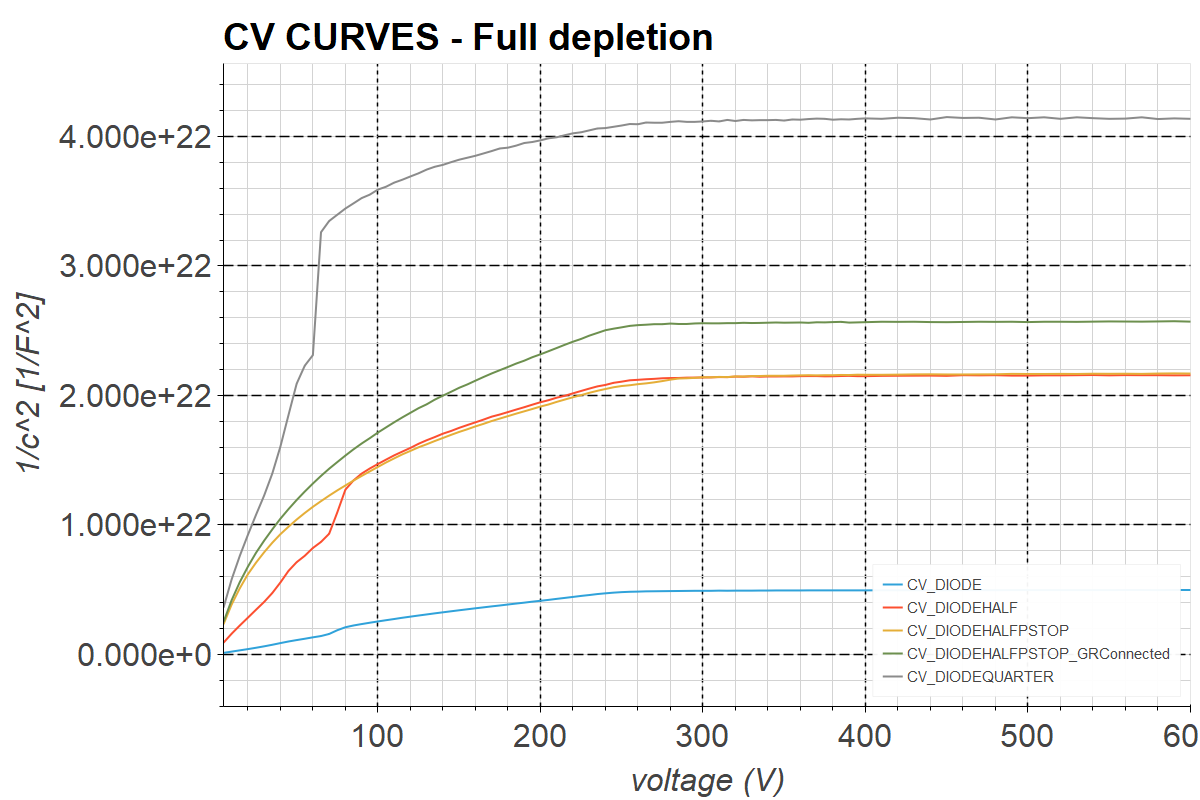 CV CURVES - Full depletion
4.000e+22
3.000e+22
2.000e+22
1.000e+22
0.000e+0
1/c^2 [1/F^2]
CV_DIODE
CV_DIODEHALF
CV_DIODEHALFPSTOP
CV_DIODEHALFPSTOP_GRConnected
CV_DIODEQUARTER
100 200 300 400 500 60
voltage (V)